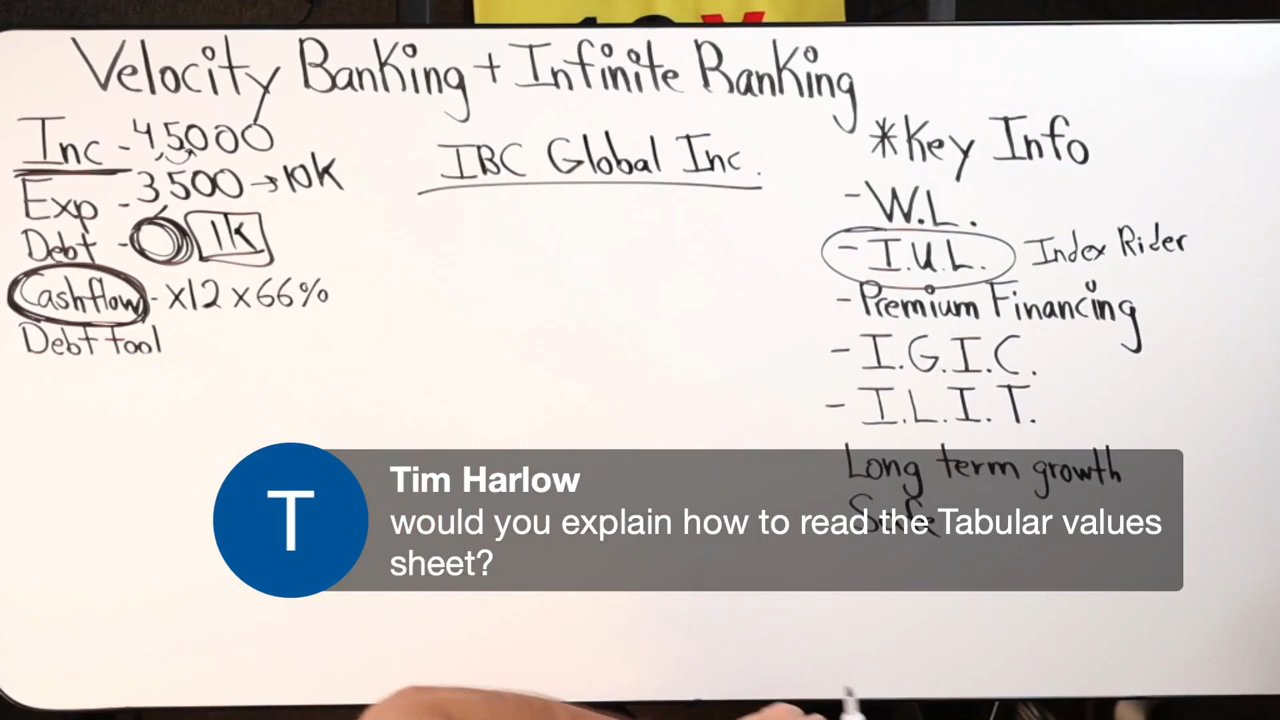 Velocity Banking + Infinite Banking
IBC Global Inc.
Inc - 45000
Exp - 3500 → 10K
Debt - 0 1K
Cashflow - x12 x 66%
Debt tool
*Key Info
- W.L.
- I.U.L. Index Rider
- Premium Financing
- I.G.I.C.
- I.L.I.T.
Long term growth
Safe
T
Tim Harlow
would you explain how to read the Tabular values
sheet?